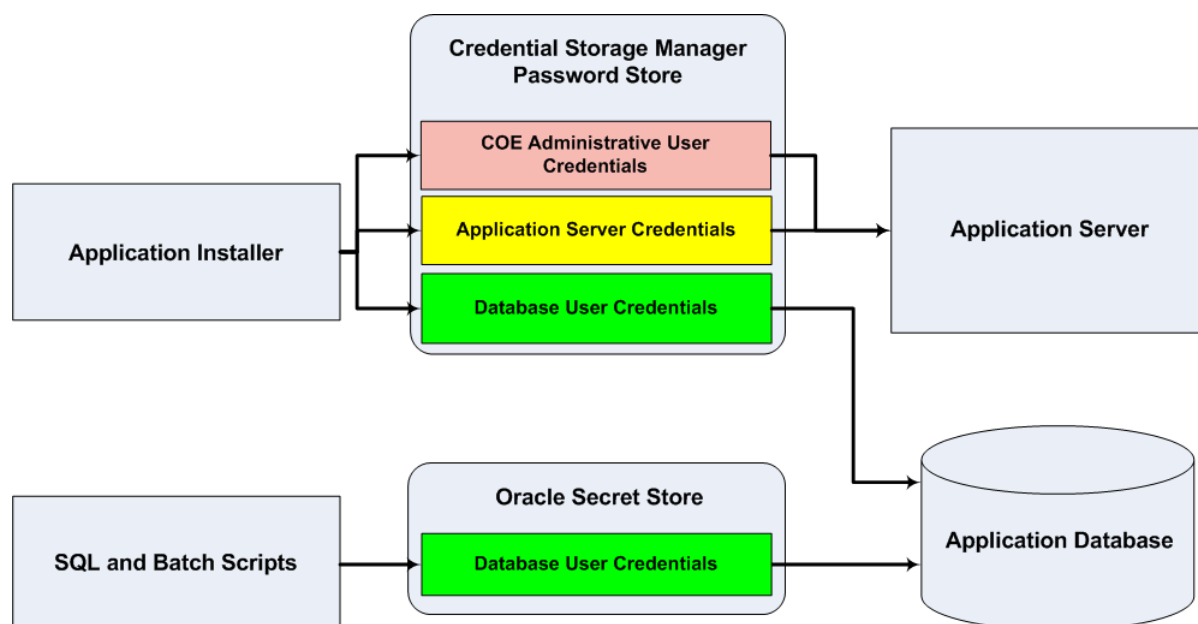 Credential Storage Manager
Password Store
COE Administrative User
Credentials
Application Server Credentials
Database User Credentials
Application Installer
Application Server
Oracle Secret Store
Database User Credentials
SQL and Batch Scripts
Application Database